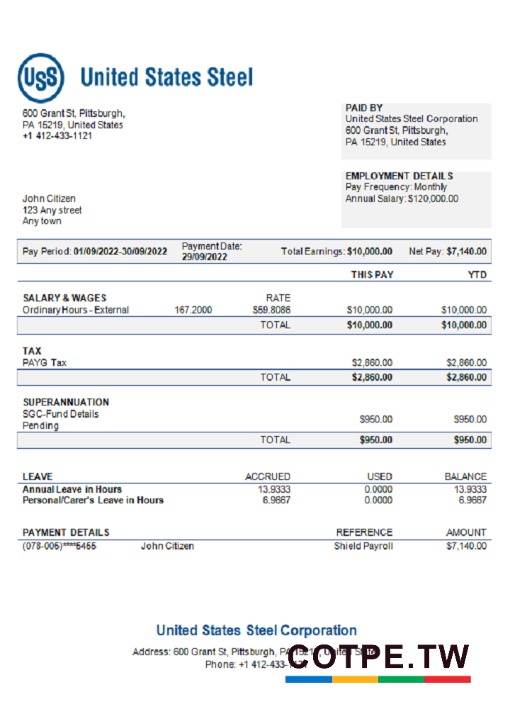 USS
United States Steel
600 Grant St, Pittsburgh,
PA 15219, United States
+1 412-433-1121
PAID BY
United States Steel Corporation
600 Grant St, Pittsburgh,
PA 15219, United States
EMPLOYMENT DETAILS
Pay Frequency: Monthly
Annual Salary: $120,000.00
John Citizen
123 Any street
Any town
Pay Period: 01/09/2022-30/09/2022 Payment Date: 29/09/2022 Total Earnings: $10,000.00 Net Pay: $7,140.00
THIS PAY YTD
SALARY & WAGES RATE
Ordinary Hours - External 167.2000 $59.8086 $10,000.00 $10,000.00
TOTAL $10,000.00 $10,000.00
TAX
PAYG Tax $2,860.00 $2,860.00
TOTAL $2,860.00 $2,860.00
SUPERANNUATION
SGC-Fund Details
Pending $950.00 $950.00
TOTAL $950.00 $950.00
LEAVE ACCRUED USED BALANCE
Annual Leave in Hours 13.9333 0.0000 13.9333
Personal/Carer's Leave in Hours 6.9667 0.0000 6.9667
PAYMENT DETAILS REFERENCE AMOUNT
(078-005)****5455 John Citizen Shield Payroll $7,140.00
United States Steel Corporation
Address: 600 Grant St, Pittsburgh, PA
Phone: +1 412-433-
COTPE.TW